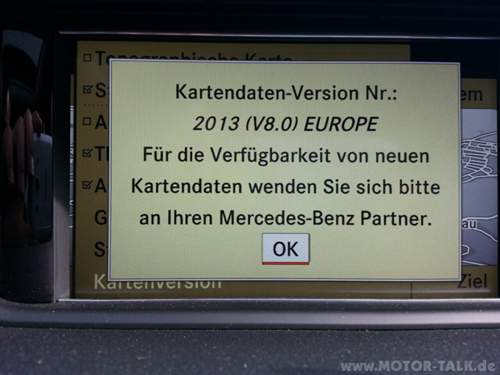 Topographische Karte
Kartendaten-Version Nr.:
2013 (V8.0) EUROPE
Für die Verfügbarkeit von neuen
Kartendaten wenden Sie sich bitte
an Ihren Mercedes-Benz Partner.
OK
Kartenversion
Ziel
www.MOTOR-TALK.de